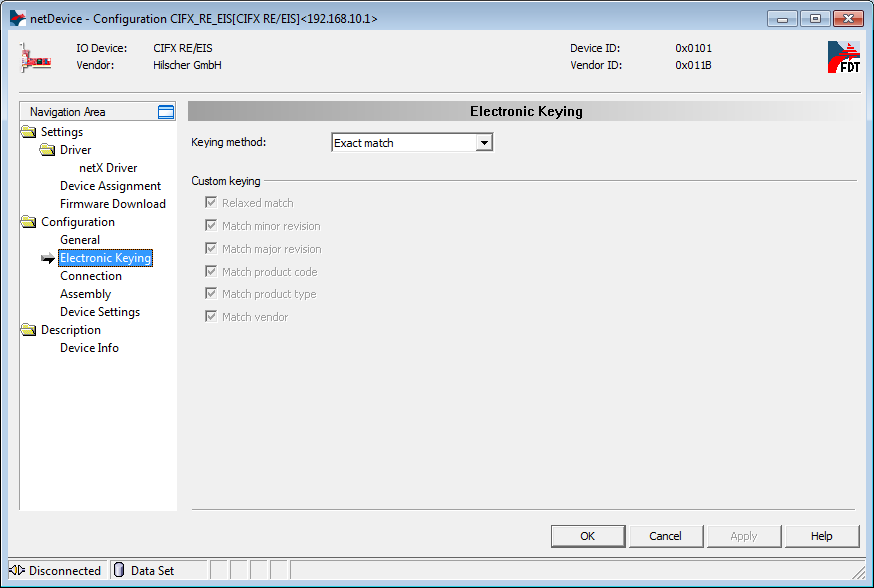 netDevice - Configuration CIFX_RE_EIS[CIFX RE/EIS]<192.168.10.1>
IO Device: CIFX RE/EIS Device ID: 0x0101
Vendor: Hilscher GmbH Vendor ID: 0x011B
FDT
Navigation Area
Settings
Driver
netX Driver
Device Assignment
Firmware Download
Configuration
General
Electronic Keying
Connection
Assembly
Device Settings
Description
Device Info
Electronic Keying
Keying method: Exact match
Custom keying
Relaxed match
Match minor revision
Match major revision
Match product code
Match product type
Match vendor
OK Cancel Apply Help
Disconnected Data Set